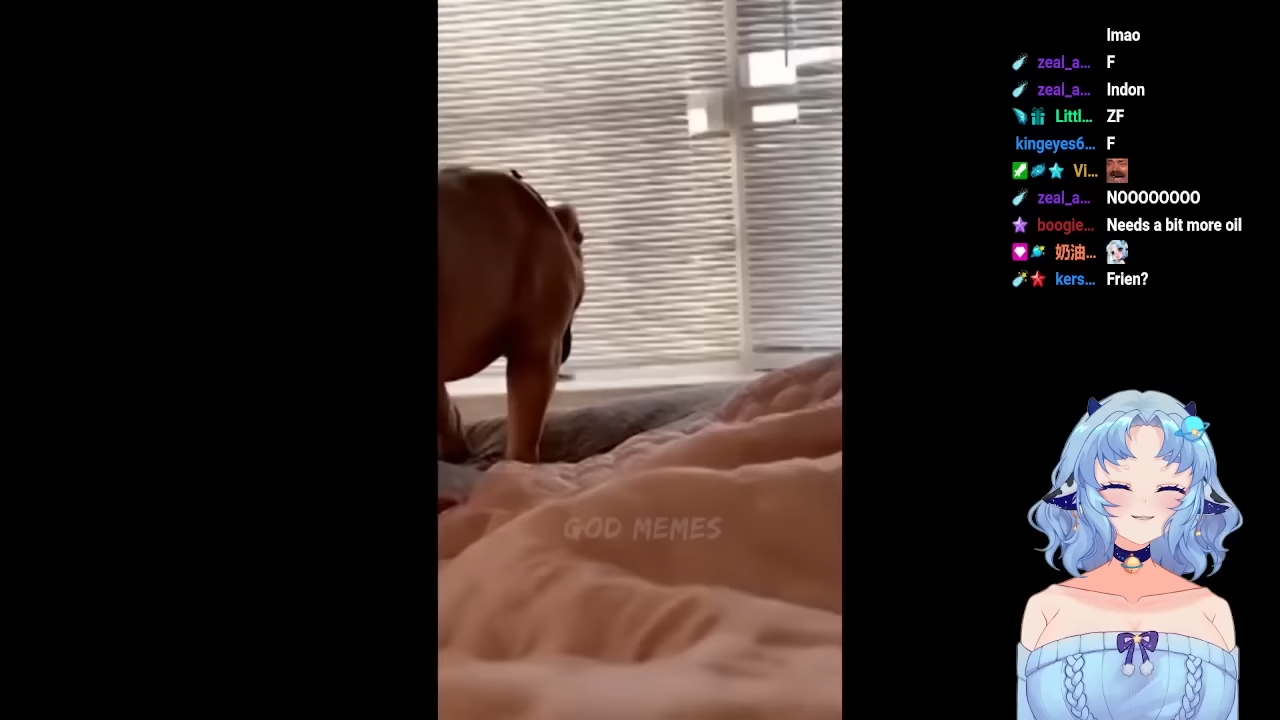 lmao
zeal_a... F
zeal_a... Indon
Littl... ZF
kingeyes6... F
Vi...
zeal_a... NOOOOOOOO
boogie... Needs a bit more oil
奶油...
kers... Frien?
GOD MEMES